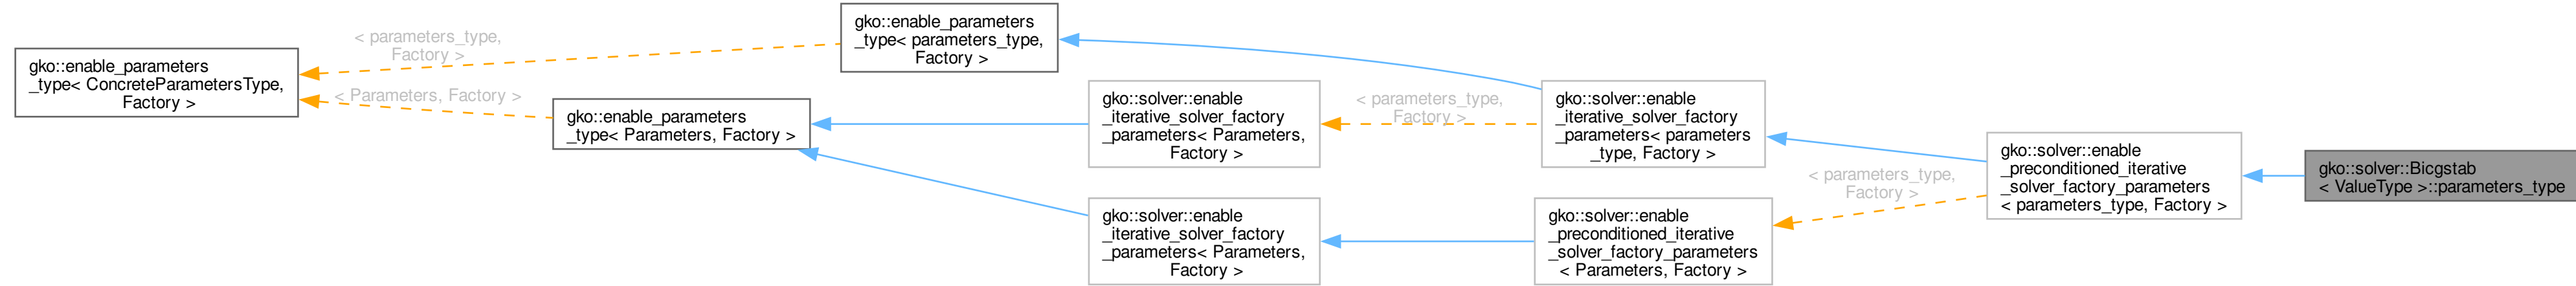 gko::enable_parameters
_type< ConcreteParametersType,
Factory >
< parameters_type,
Factory >
< Parameters, Factory >
gko::enable_parameters
_type< Parameters, Factory >
gko::enable_parameters
_type< parameters_type,
Factory >
gko::solver::enable
_iterative_solver_factory
_parameters< Parameters,
Factory >
gko::solver::enable
_iterative_solver_factory
_parameters< Parameters,
Factory >
< parameters_type,
Factory >
gko::solver::enable
_iterative_solver_factory
_parameters< parameters
_type, Factory >
gko::solver::enable
_preconditioned_iterative
_solver_factory_parameters
< Parameters, Factory >
< parameters_type,
Factory >
gko::solver::enable
_preconditioned_iterative
_solver_factory_parameters
< parameters_type, Factory >
gko::solver::Bicgstab
< ValueType >::parameters_type